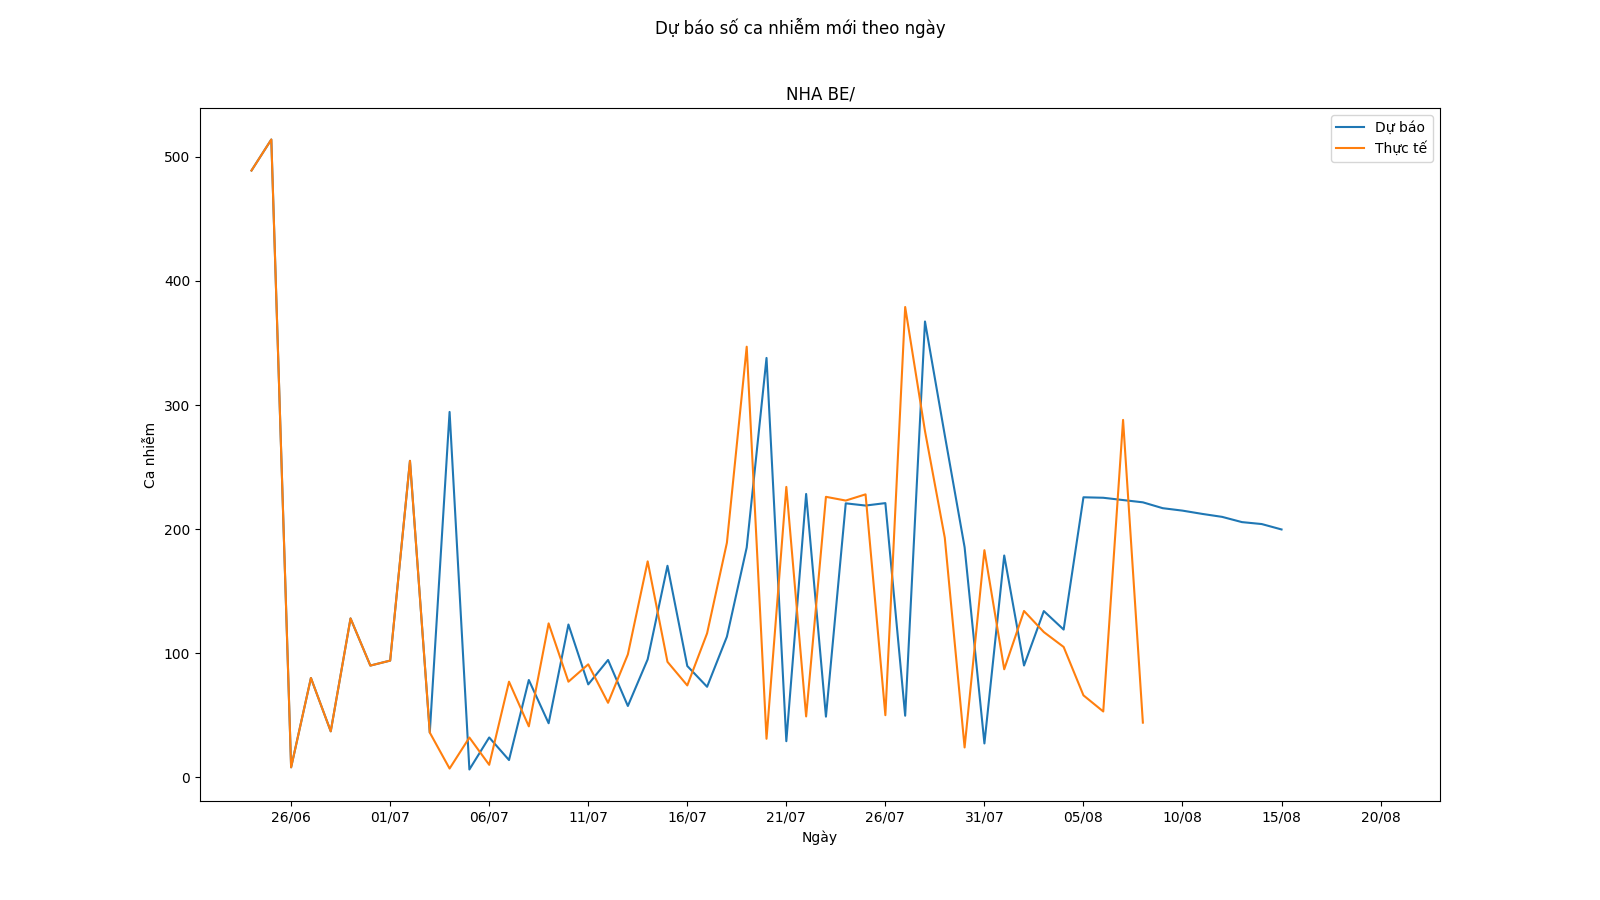 Dự báo số ca nhiễm mới theo ngày
NHA BE/
Dự báo
Thực tế
500
400
300
200
100
0
Ca nhiễm
26/06 01/07 06/07 11/07 16/07 21/07 26/07 31/07 05/08 10/08 15/08 20/08
Ngày